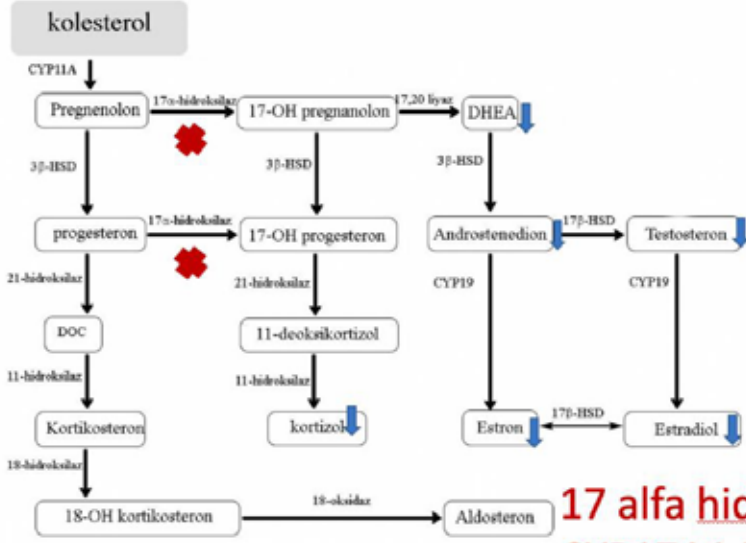 kolesterol
CYP11A
Pregnenolon
17α-hidroksilaz
17-OH pregnanolon
17,20 liyaz
DHEA
3β-HSD
3β-HSD
3β-HSD
progesteron
17α-hidroksilaz
17-OH progesteron
Androstenedion
17β-HSD
Testosteron
21-hidroksilaz
21-hidroksilaz
CYP19
CYP19
DOC
11-deoksikortizol
11-hidroksilaz
11-hidroksilaz
Kortikosteron
kortizol
Estron
17β-HSD
Estradiol
18-hidroksilaz
18-OH kortikosteron
18-oksidaz
Aldosteron
17 alfa hid